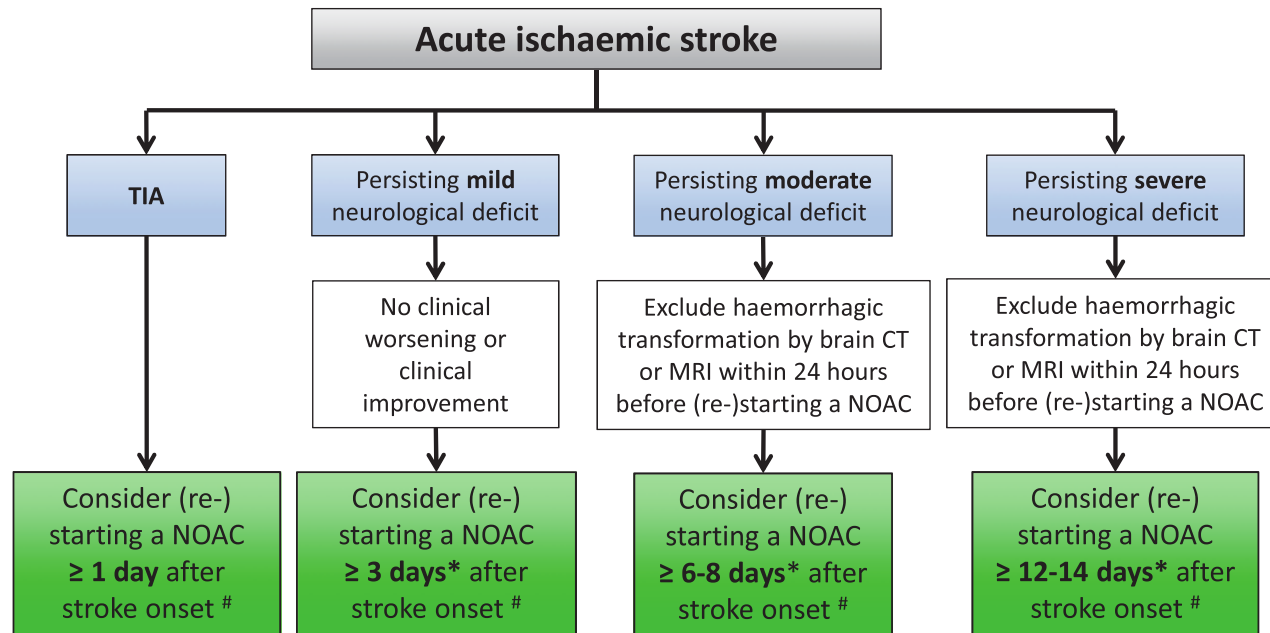 Acute ischaemic stroke
TIA
Persisting mild
neurological deficit
Persisting moderate
neurological deficit
Persisting severe
neurological deficit
No clinical
worsening or
clinical
improvement
Exclude haemorrhagic
transformation by brain CT
or MRI within 24 hours
before (re-)starting a NOAC
Exclude haemorrhagic
transformation by brain CT
or MRI within 24 hours
before (re-)starting a NOAC
Consider (re-)
starting a NOAC
≥ 1 day after
stroke onset #
Consider (re-)
starting a NOAC
≥ 3 days* after
stroke onset #
Consider (re-)
starting a NOAC
≥ 6-8 days* after
stroke onset #
Consider (re-)
starting a NOAC
≥ 12-14 days* after
stroke onset #